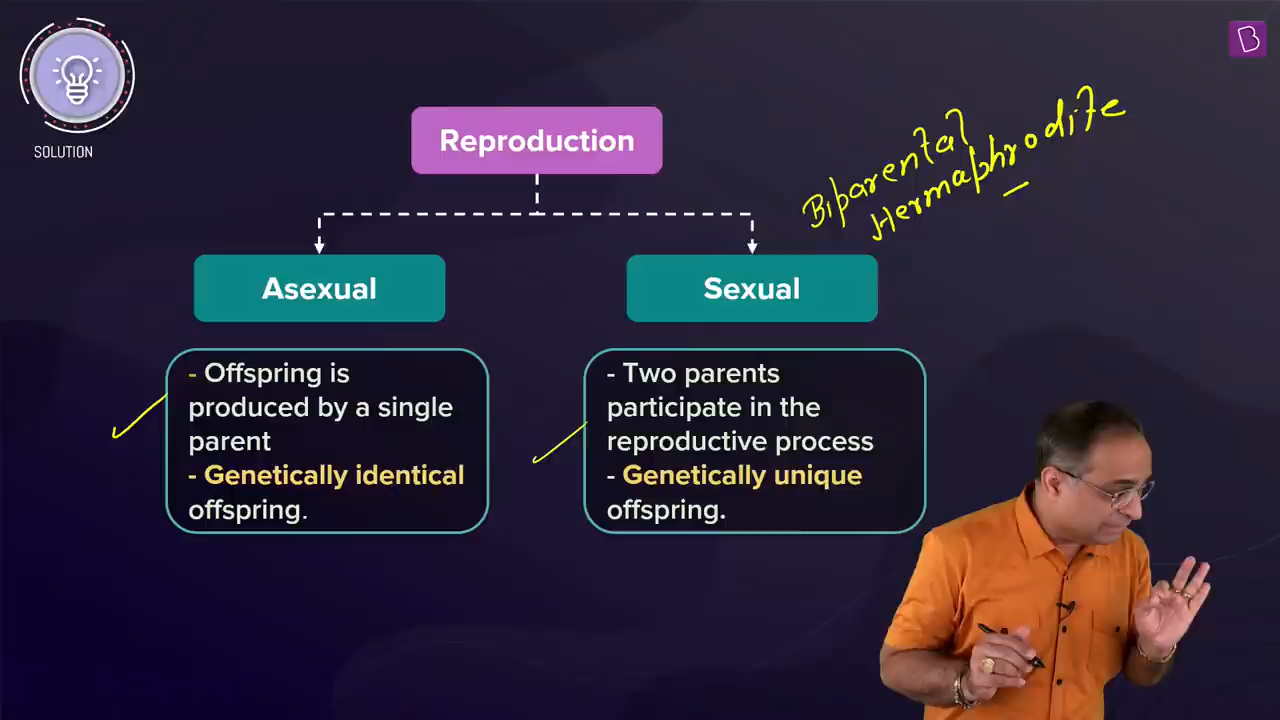 SOLUTION
Reproduction
Biparental
Hermaphrodite
Asexual
Sexual
- Offspring is
produced by a single
parent
- Genetically identical
offspring.
- Two parents
participate in the
reproductive process
- Genetically unique
offspring.
B